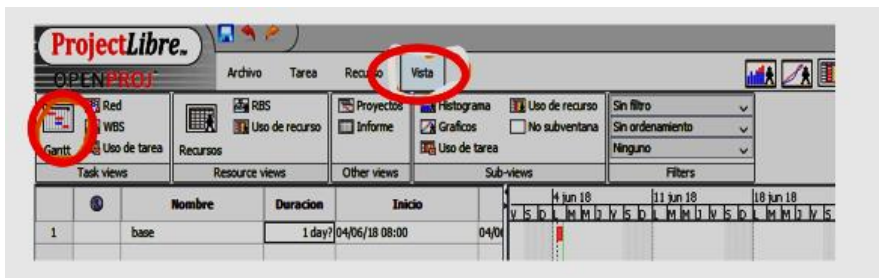 ProjectLibre™
OPENPROJ
Archivo Tarea Recurso Vista
Red RBS Proyectos Histograma Uso de recurso Sin filtro
WBS Uso de recurso Informe Graficos No subventana Sin ordenamiento
Gantt Uso de tarea Recursos Uso de tarea Ninguno
Task views Resource views Other views Sub-views Filters
Nombre Duracion Inicio 4 jun 18 11 jun 18 18 jun 18
V S D L M M J V S D L M M J V S D L M M J V S
1 base 1 day? 04/06/18 08:00 04/0